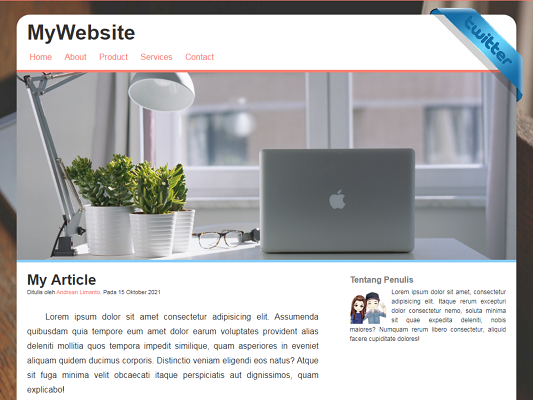 MyWebsite
twitter
Home About Product Services Contact
My Article
Ditulis oleh Andrean Limanto. Pada 15 Oktober 2021
Lorem ipsum dolor sit amet consectetur adipisicing elit. Assumenda
quibusdam quia tempore eum amet dolor earum voluptates provident alias
deleniti mollitia quos tempora impedit similique, quam asperiores in eveniet
aliquam quidem ducimus corporis. Distinctio veniam eligendi eos natus? Atque
sit fuga minima velit obcaecati itaque perspiciatis aut dignissimos, quam
explicabo!
Tentang Penulis
Lorem ipsum dolor sit amet, consectetur
adipisicing elit. Itaque rerum excepturi
dolor consectetur nemo, soluta minima
sit quae expedita deleniti, nobis
maiores? Numquam rerum libero consectetur, aliquid
facere cupiditate dolores!